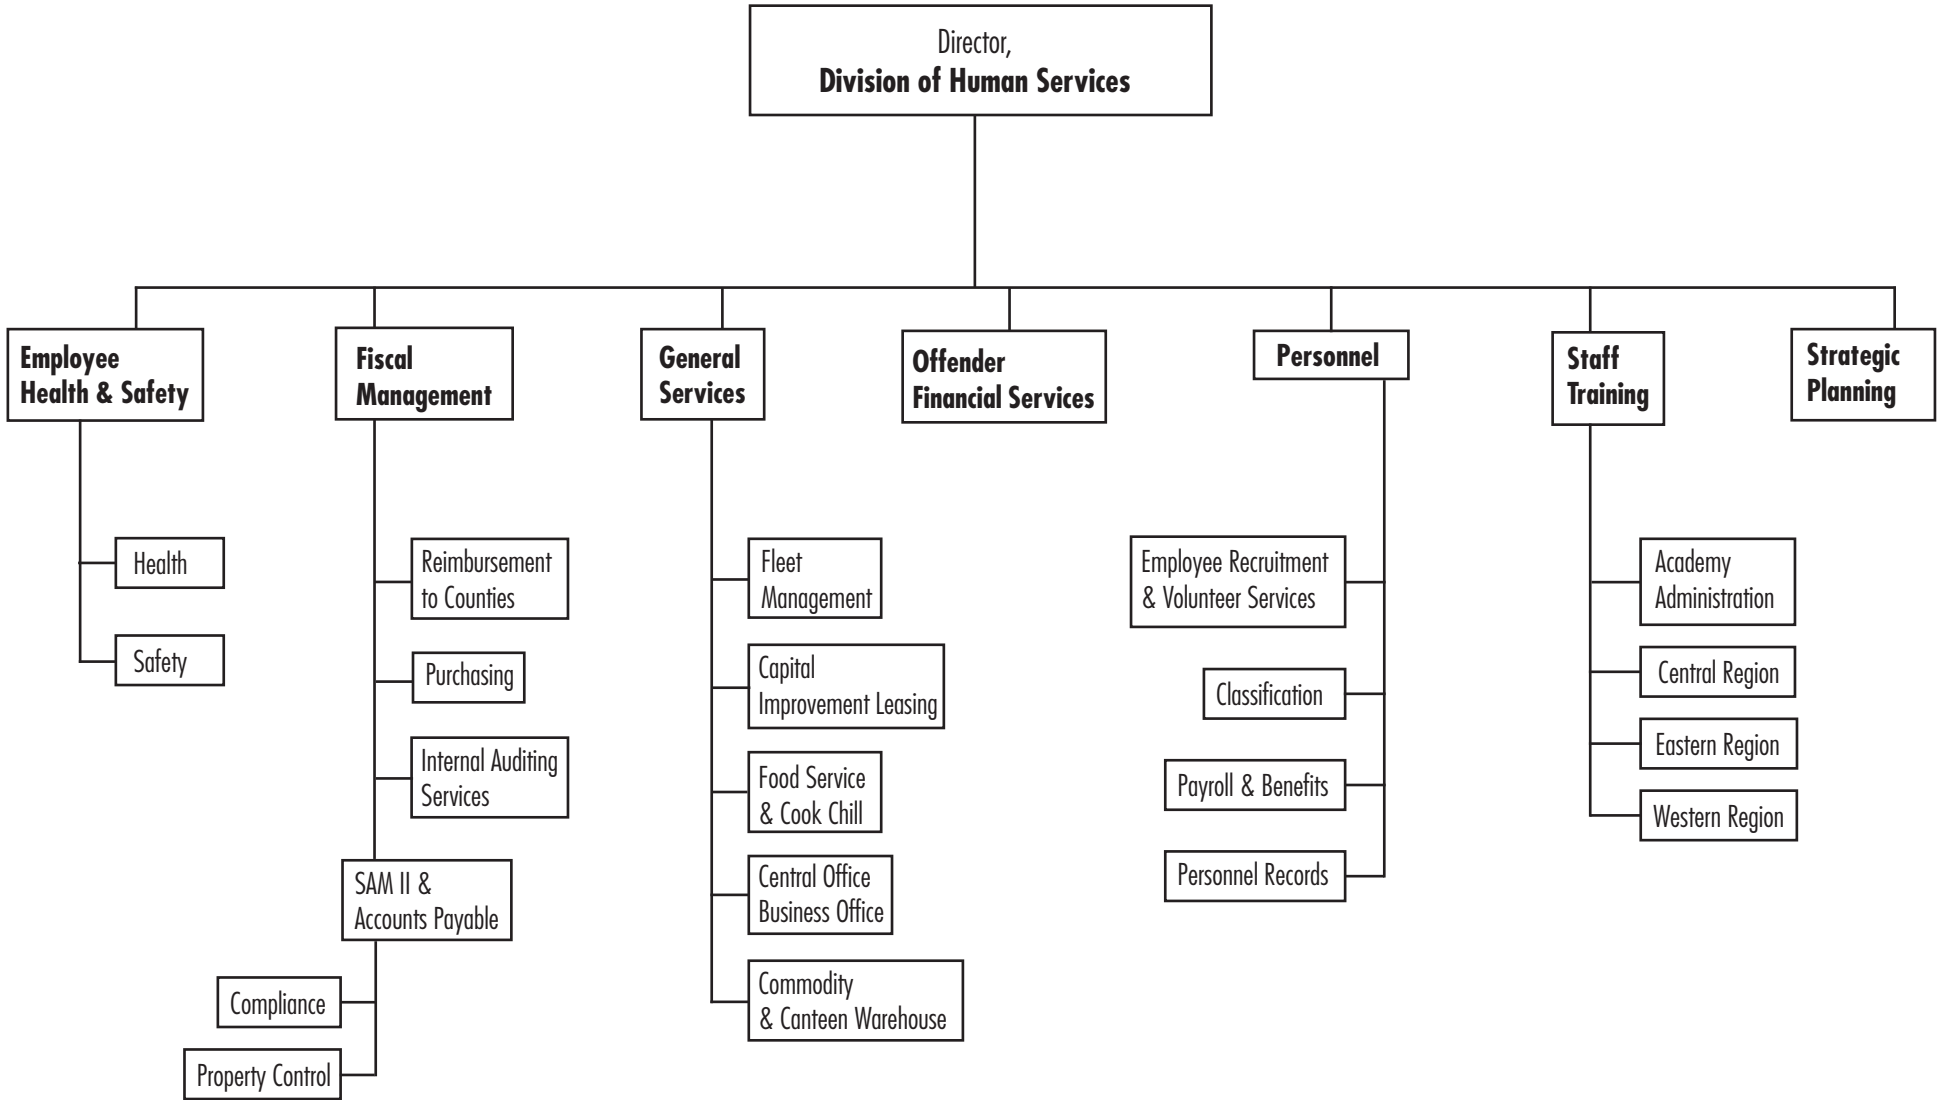 Director,
Division of Human Services
Employee
Health & Safety
Fiscal
Management
General
Services
Offender
Financial Services
Personnel
Staff
Training
Strategic
Planning
Health
Safety
Reimbursement
to Counties
Purchasing
Internal Auditing
Services
SAM II &
Accounts Payable
Compliance
Property Control
Fleet
Management
Capital
Improvement Leasing
Food Service
& Cook Chill
Central Office
Business Office
Commodity
& Canteen Warehouse
Employee Recruitment
& Volunteer Services
Classification
Payroll & Benefits
Personnel Records
Academy
Administration
Central Region
Eastern Region
Western Region